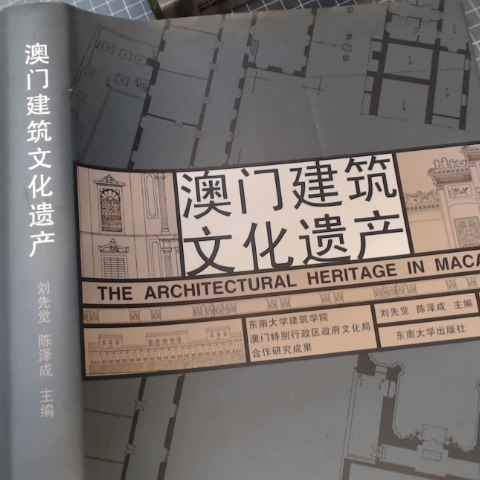 澳门建筑文化遗产
刘先觉 陈泽成 主编
澳门建筑
文化遗产
THE ARCHITECTURAL HERITAGE IN MACA
东南大学建筑学院
澳门特别行政区政府文化局
合作研究成果
刘先觉 陈泽成 主编
东南大学出版社